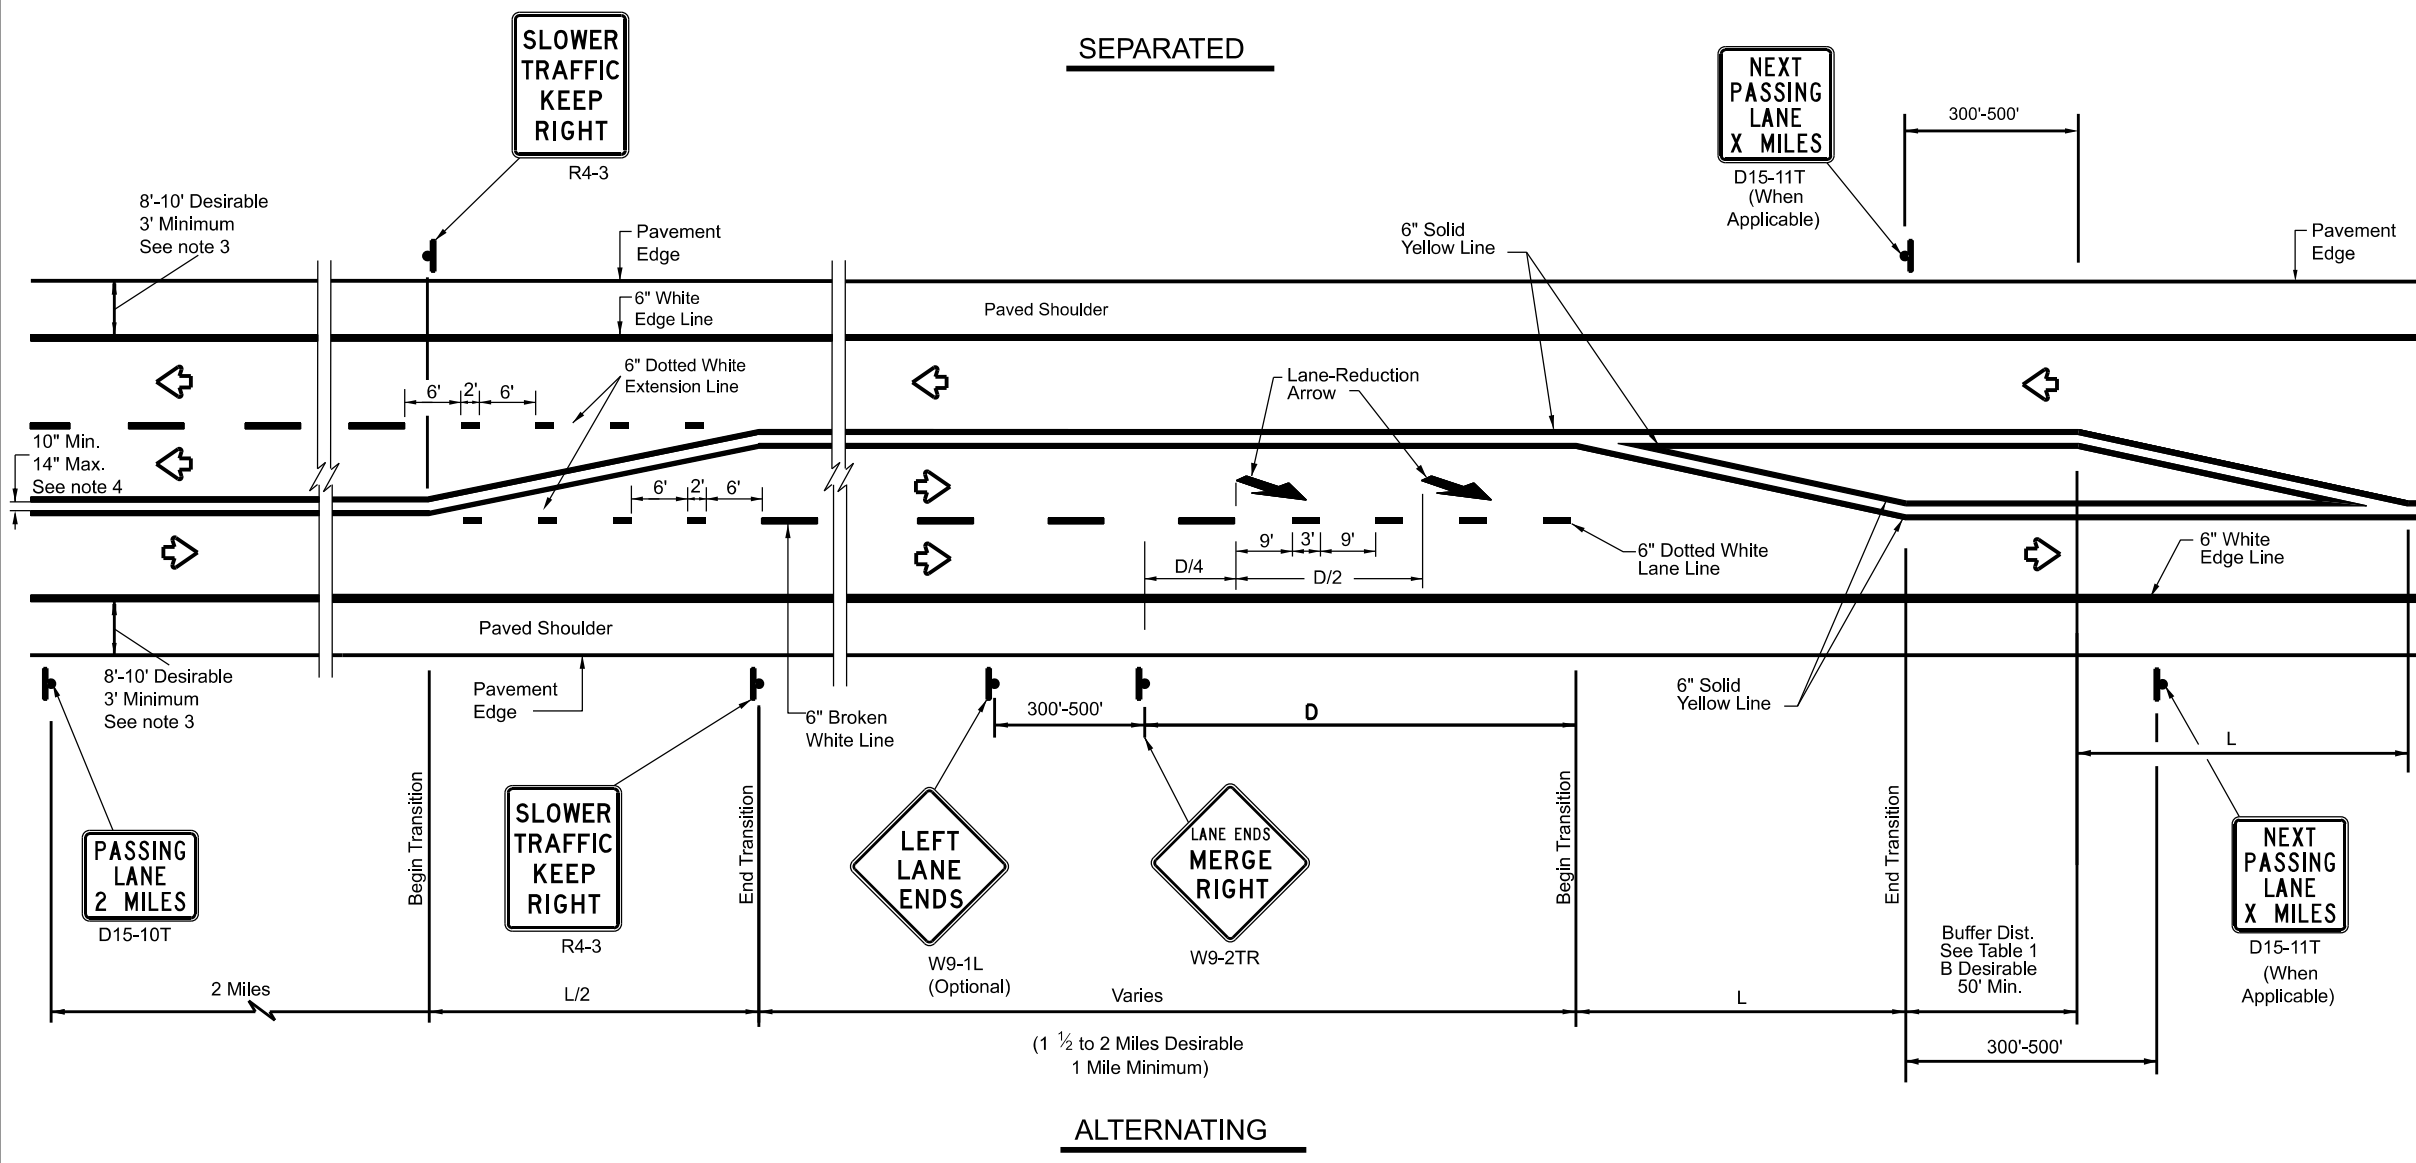 SEPARATED
SLOWER
TRAFFIC
KEEP
RIGHT
R4-3
NEXT
PASSING
LANE
X MILES
D15-11T
(When
Applicable)
300'-500'
8'-10' Desirable
3' Minimum
See note 3
Pavement
Edge
6" Solid
Yellow Line
Pavement
Edge
6" White
Edge Line
Paved Shoulder
6" Dotted White
Extension Line
6'
2'
6'
Lane-Reduction
Arrow
10" Min.
14" Max.
See note 4
6'
2'
6'
9'
3'
9'
D/4
D/2
6" Dotted White
Lane Line
6" White
Edge Line
Paved Shoulder
8'-10' Desirable
3' Minimum
See note 3
Pavement
Edge
6" Broken
White Line
300'-500'
D
6" Solid
Yellow Line
L
PASSING
LANE
2 MILES
D15-10T
Begin Transition
SLOWER
TRAFFIC
KEEP
RIGHT
R4-3
End Transition
LEFT
LANE
ENDS
W9-1L
(Optional)
LANE ENDS
MERGE
RIGHT
W9-2TR
Begin Transition
End Transition
Buffer Dist.
See Table 1
B Desirable
50' Min.
NEXT
PASSING
LANE
X MILES
D15-11T
(When
Applicable)
2 Miles
L/2
Varies
L
(1 ½ to 2 Miles Desirable
1 Mile Minimum)
300'-500'
ALTERNATING